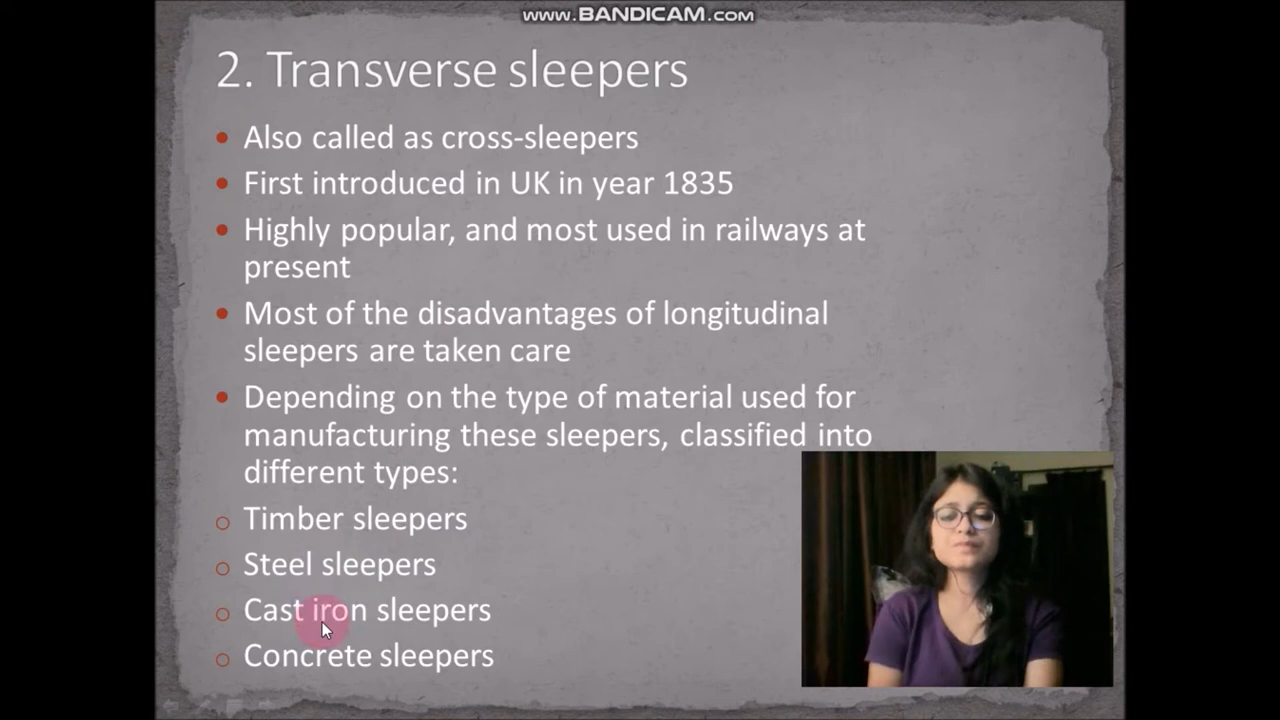 www.BANDICAM.com
2. Transverse sleepers
• Also called as cross-sleepers
• First introduced in UK in year 1835
• Highly popular, and most used in railways at
present
• Most of the disadvantages of longitudinal
sleepers are taken care
• Depending on the type of material used for
manufacturing these sleepers, classified into
different types:
o Timber sleepers
o Steel sleepers
o Cast iron sleepers
o Concrete sleepers